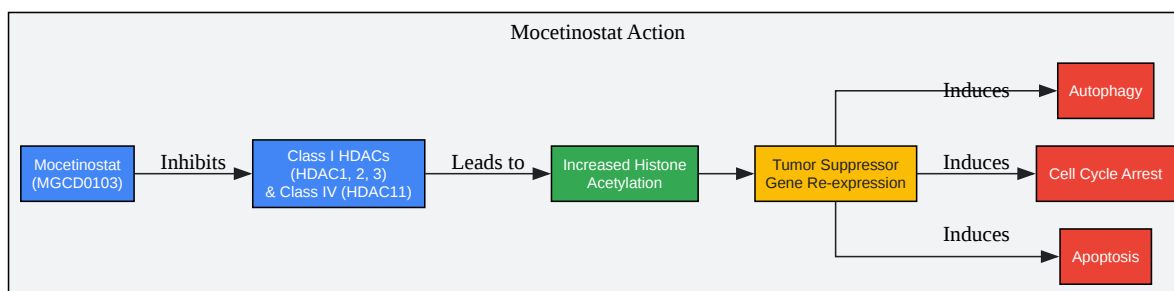 Mocetinostat Action
Mocetinostat
(MGCD0103)
Inhibits
Class I HDACs
(HDAC1, 2, 3)
& Class IV (HDAC11)
Leads to
Increased Histone
Acetylation
Tumor Suppressor
Gene Re-expression
Induces
Autophagy
Induces
Cell Cycle Arrest
Induces
Apoptosis